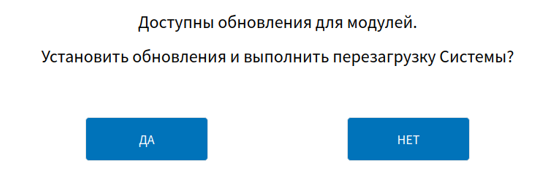 Доступны обновления для модулей.
Установить обновления и выполнить перезагрузку Системы?
ДА
НЕТ